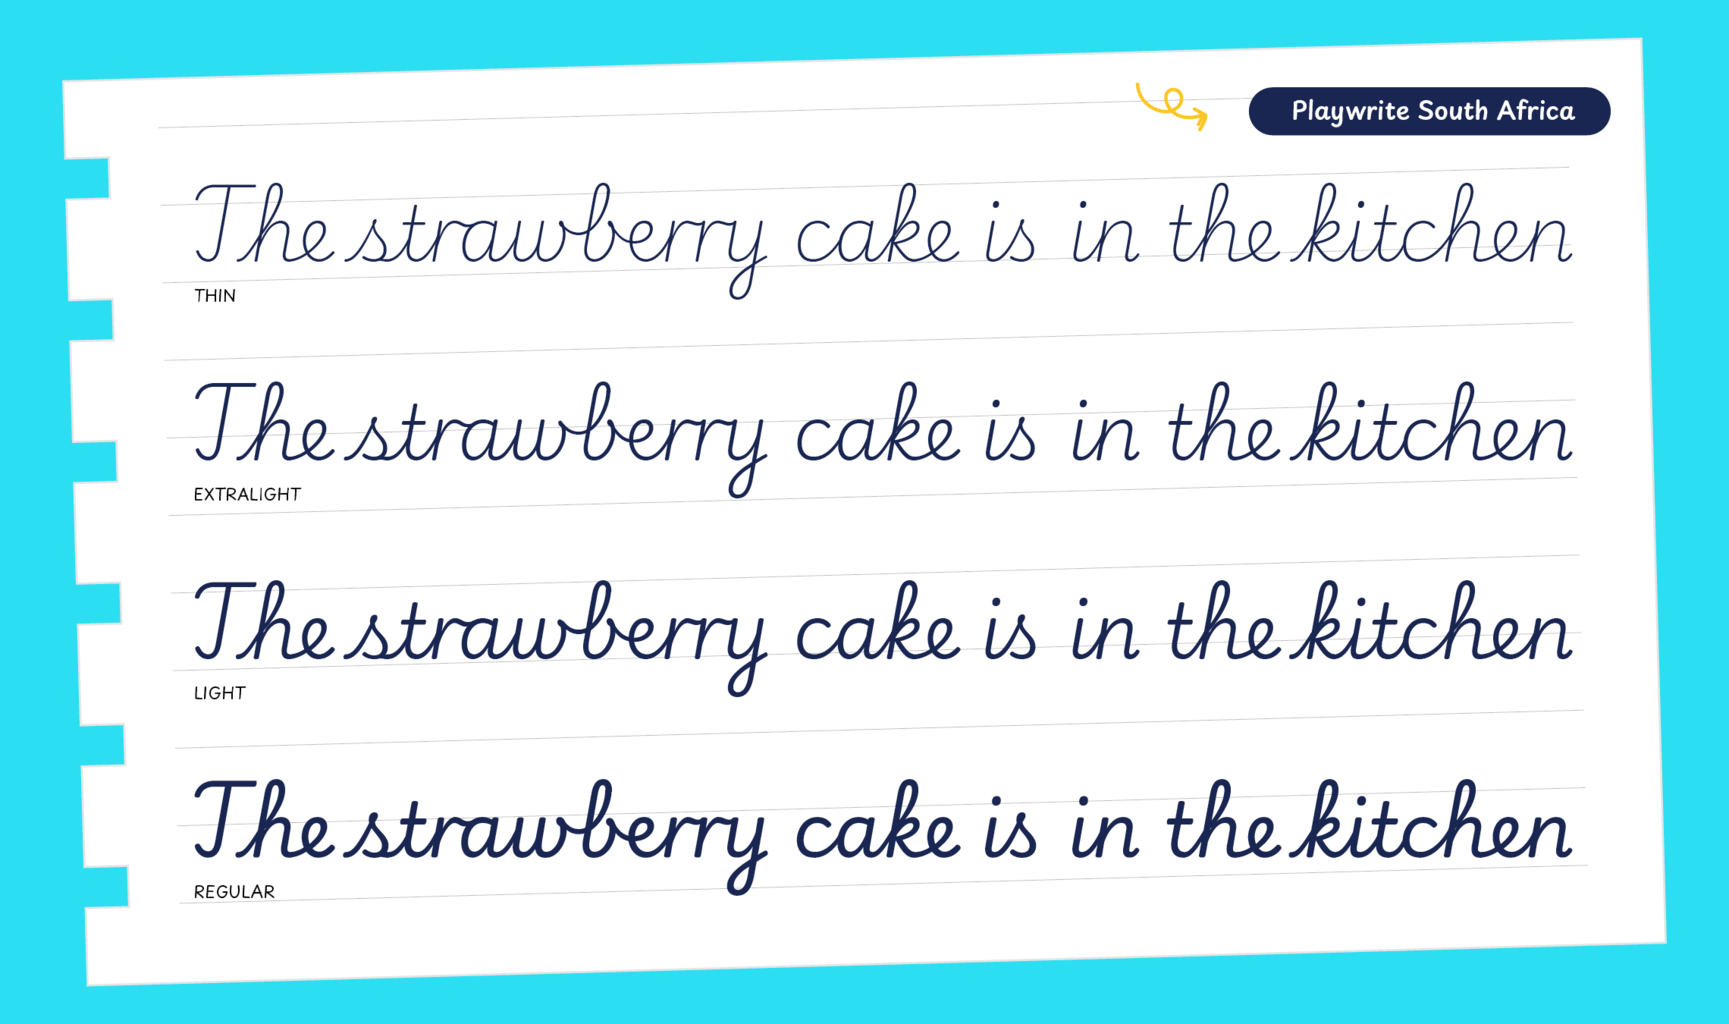 Playwrite South Africa
The strawberry cake is in the kitchen
THIN
The strawberry cake is in the kitchen
EXTRALIGHT
The strawberry cake is in the kitchen
LIGHT
The strawberry cake is in the kitchen
REGULAR